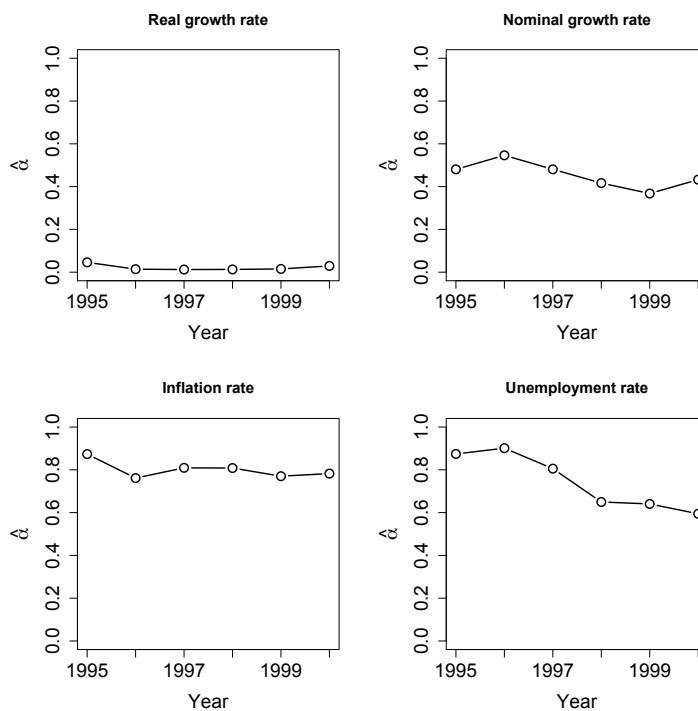 Real growth rate
α̂
1.0
0.8
0.6
0.4
0.2
0.0
1995 1997 1999
Year
Nominal growth rate
α̂
1.0
0.8
0.6
0.4
0.2
0.0
1995 1997 1999
Year
Inflation rate
α̂
1.0
0.8
0.6
0.4
0.2
0.0
1995 1997 1999
Year
Unemployment rate
α̂
1.0
0.8
0.6
0.4
0.2
0.0
1995 1997 1999
Year